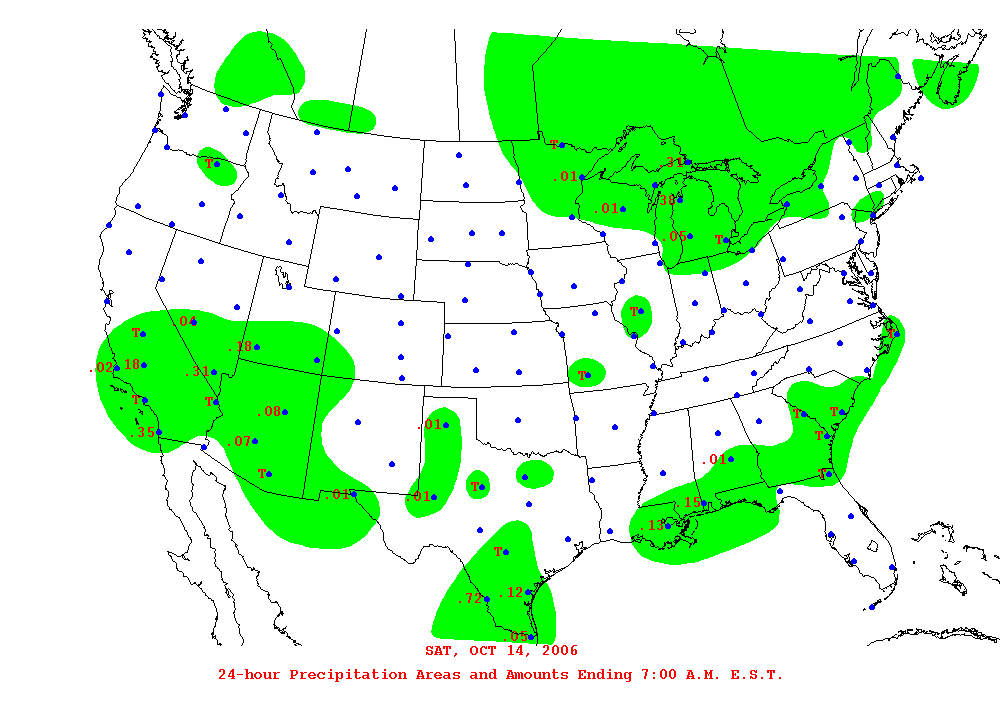 T
.31
T
.01
.38
.01
.06
T
T
.04
T
.18
.02 .18
.31
T
T
T
.35
.08
.07
T
.01
.01
.01
T
T
T
T
T
.01
T
.15
.13
T
.72
.12
.05
SAT, OCT 14, 2006
24-hour Precipitation Areas and Amounts Ending 7:00 A.M. E.S.T.